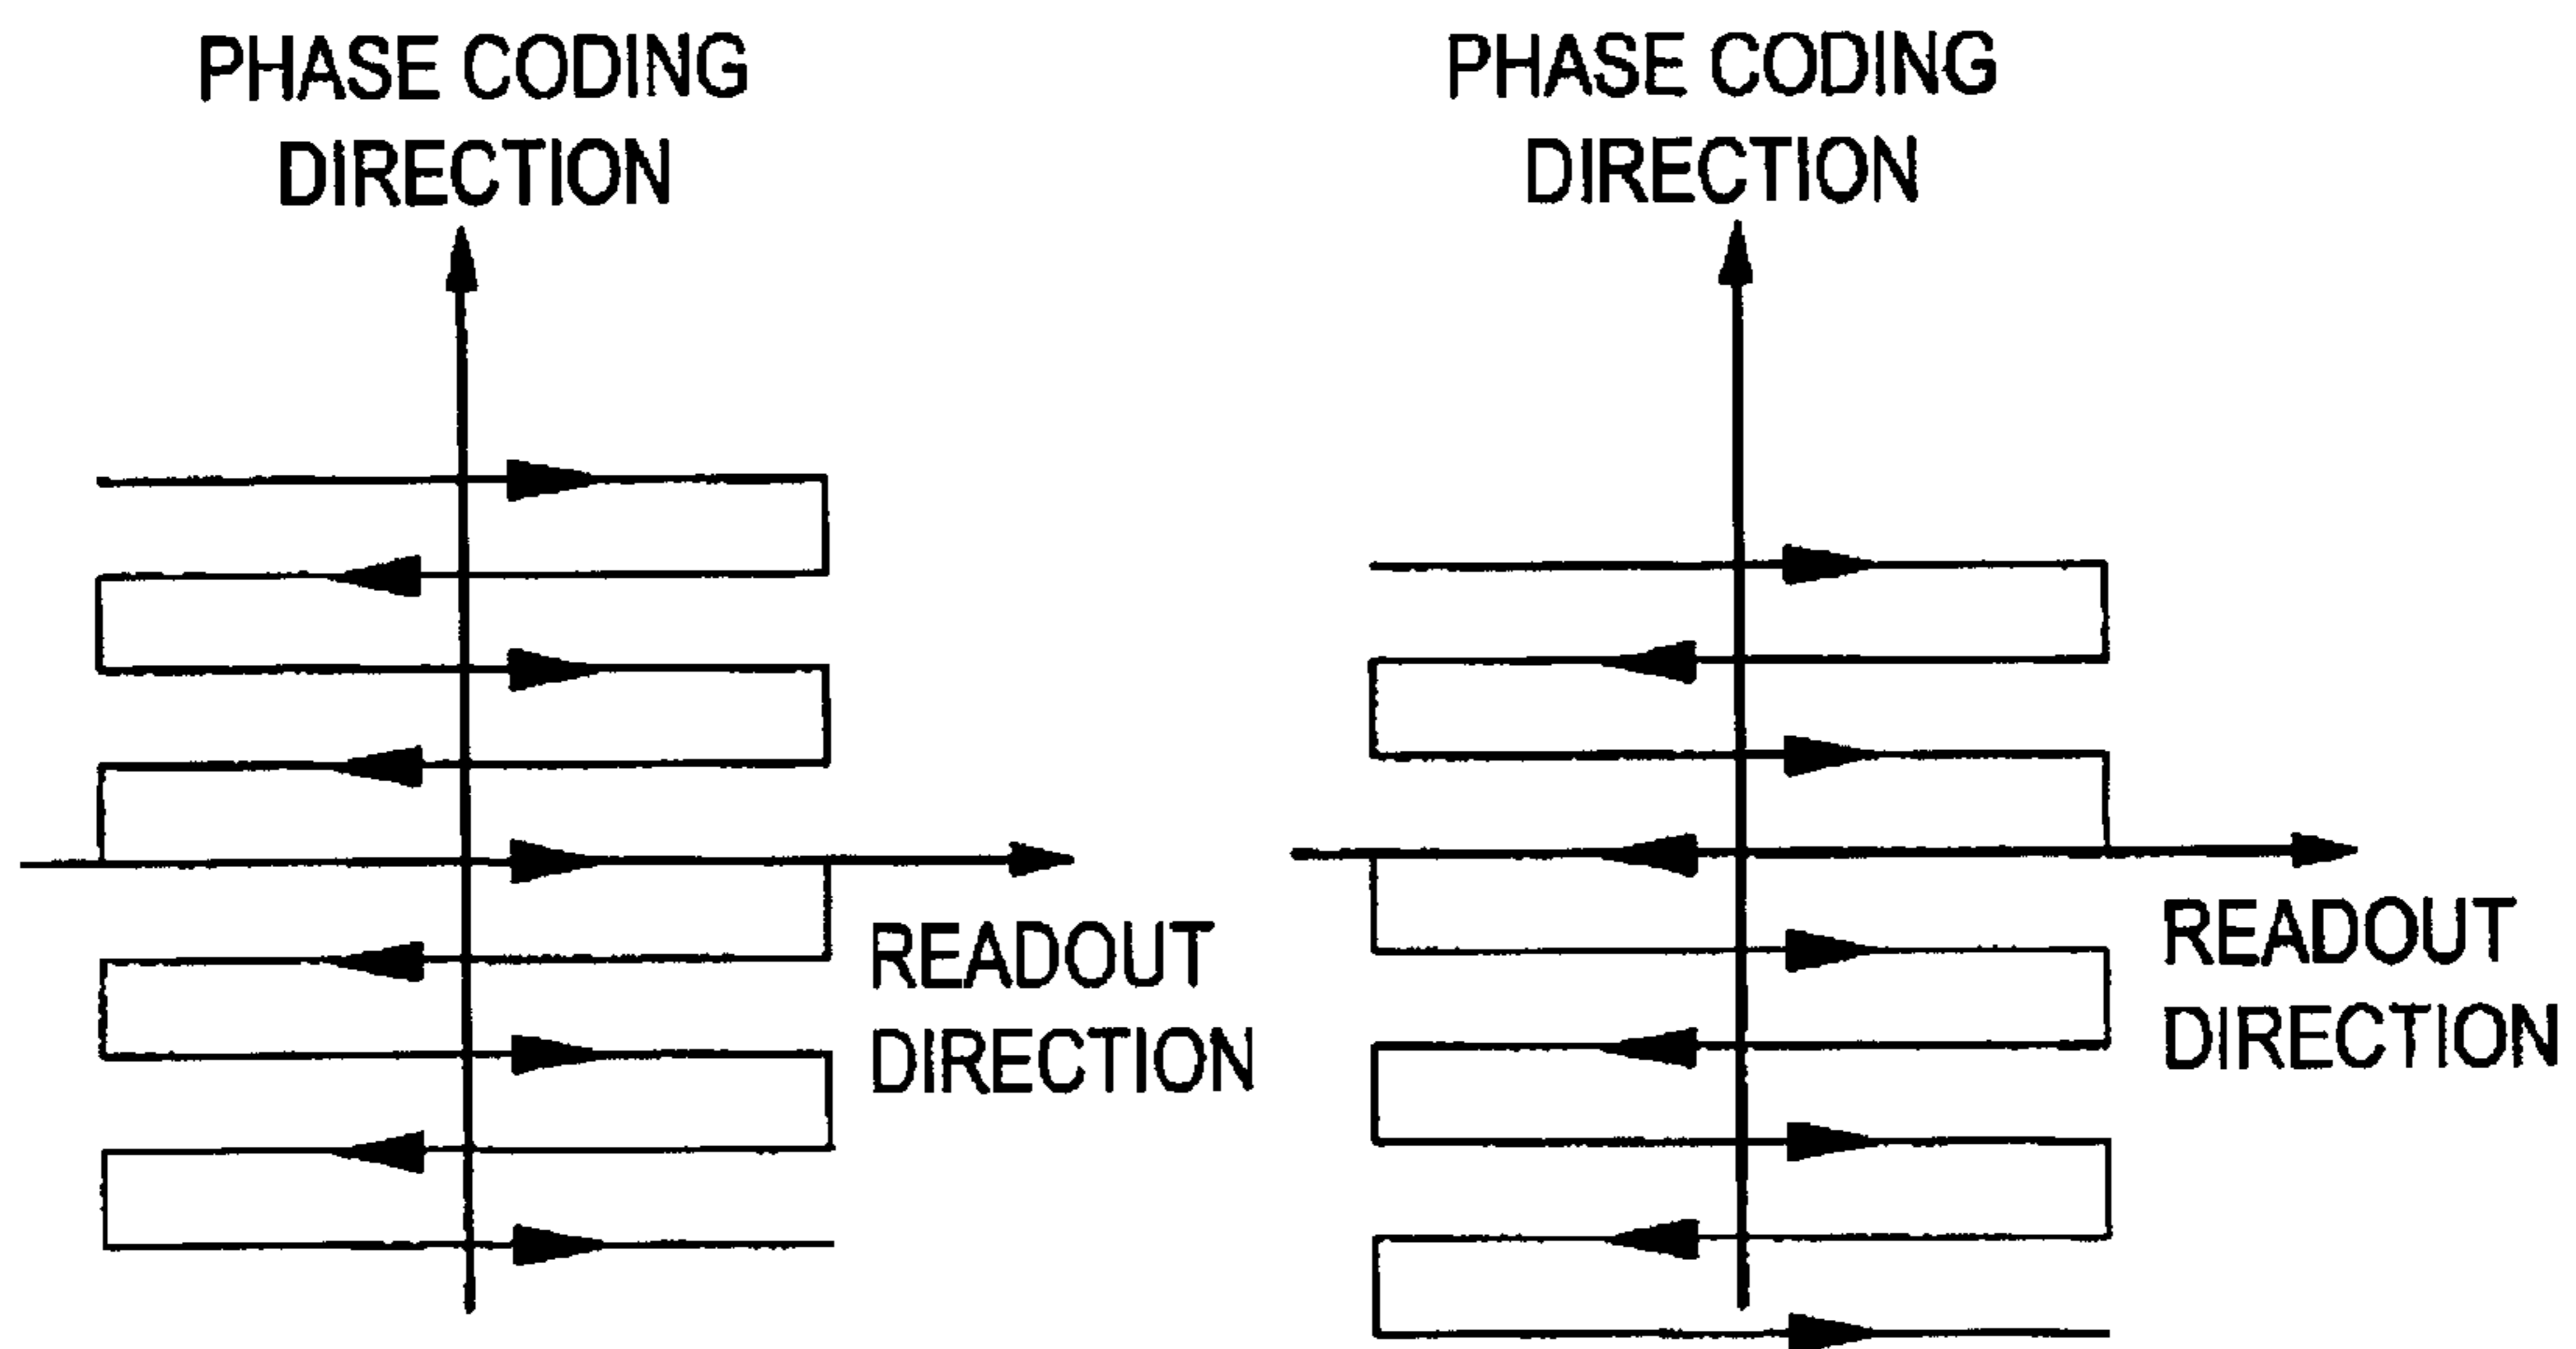 PHASE CODING
DIRECTION
READOUT
DIRECTION
PHASE CODING
DIRECTION
READOUT
DIRECTION